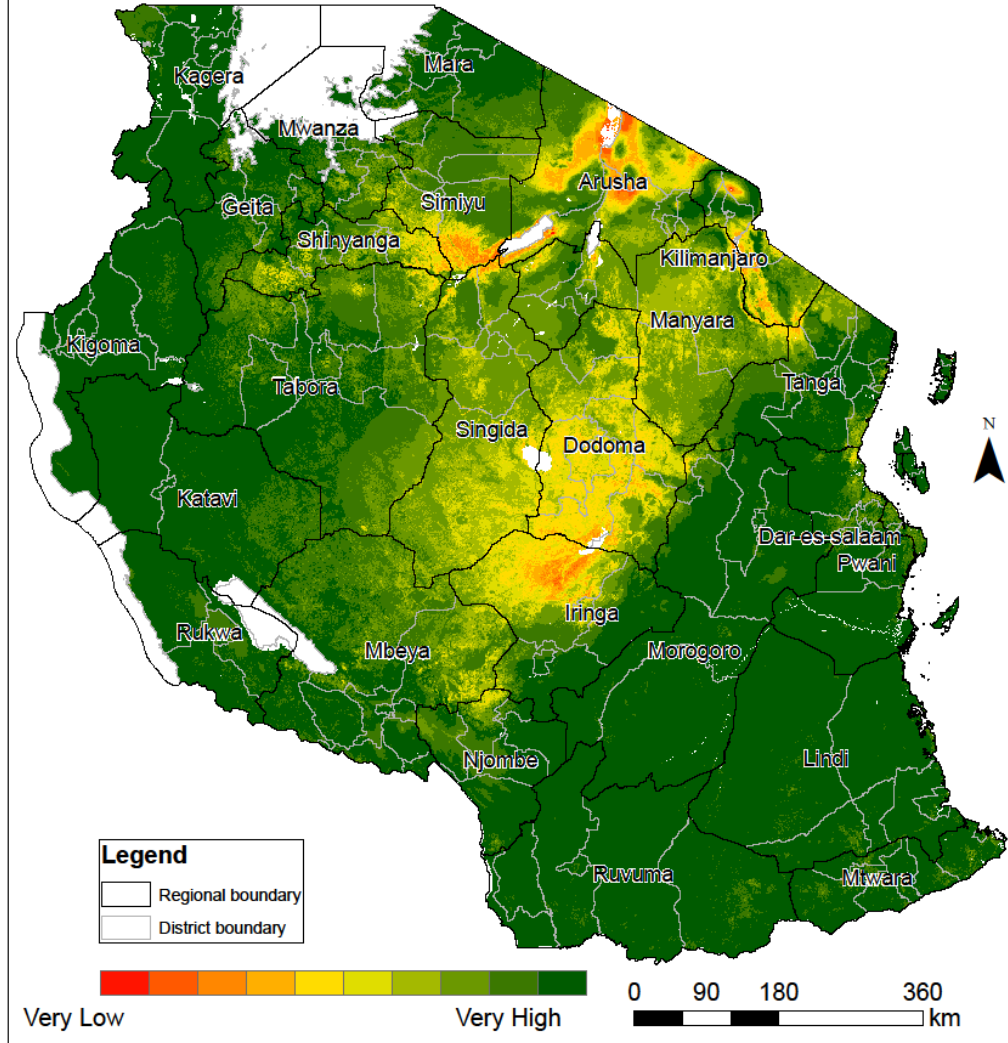 Kagera
Mara
Mwanza
Arusha
Geita
Simiyu
Shinyanga
Kilimanjaro
Manyara
Kigoma
Tabora
Tanga
Singida
Dodoma
N
Katavi
Dar-es-salaam
Pwani
Iringa
Rukwa
Mbeya
Morogoro
Njombe
Lindi
Ruvuma
Mtwara
Legend
Regional boundary
District boundary
0 90 180 360
km
Very Low Very High